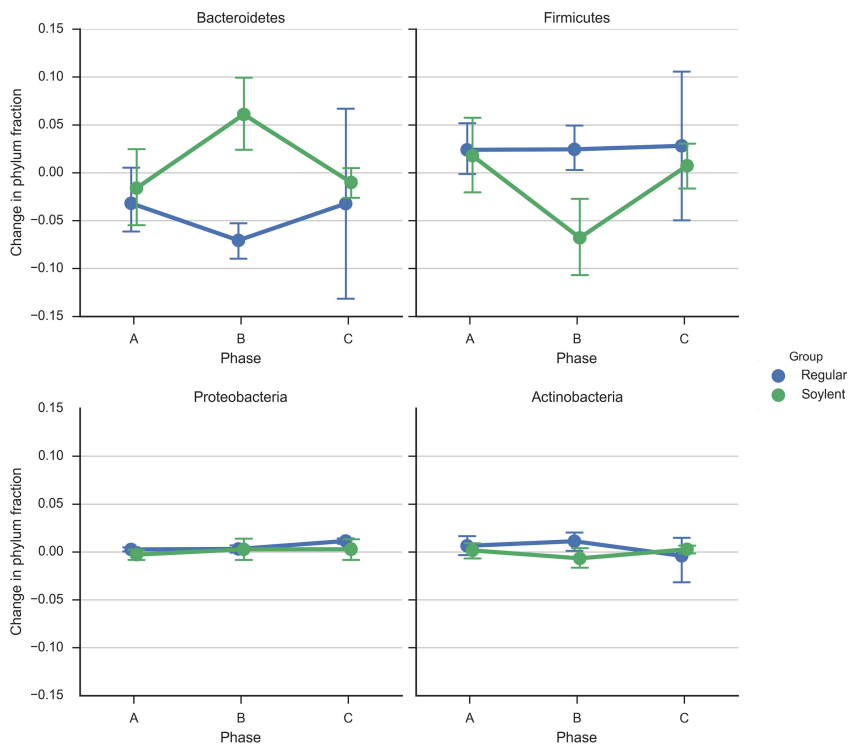 Bacteroidetes
Firmicutes
Change in phylum fraction
0.15
0.10
0.05
0.00
−0.05
−0.10
−0.15
A B C
Phase
A B C
Phase
Group
Regular
Soylent
Proteobacteria
Actinobacteria
Change in phylum fraction
0.15
0.10
0.05
0.00
−0.05
−0.10
−0.15
A B C
Phase
A B C
Phase